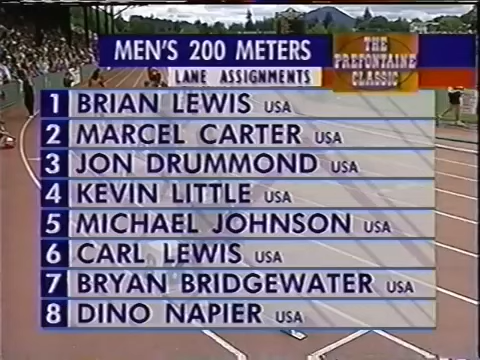 MEN'S 200 METERS
LANE ASSIGNMENTS
THE
PREFONTAINE
CLASSIC
1 BRIAN LEWIS USA
2 MARCEL CARTER USA
3 JON DRUMMOND USA
4 KEVIN LITTLE USA
5 MICHAEL JOHNSON USA
6 CARL LEWIS USA
7 BRYAN BRIDGEWATER USA
8 DINO NAPIER USA